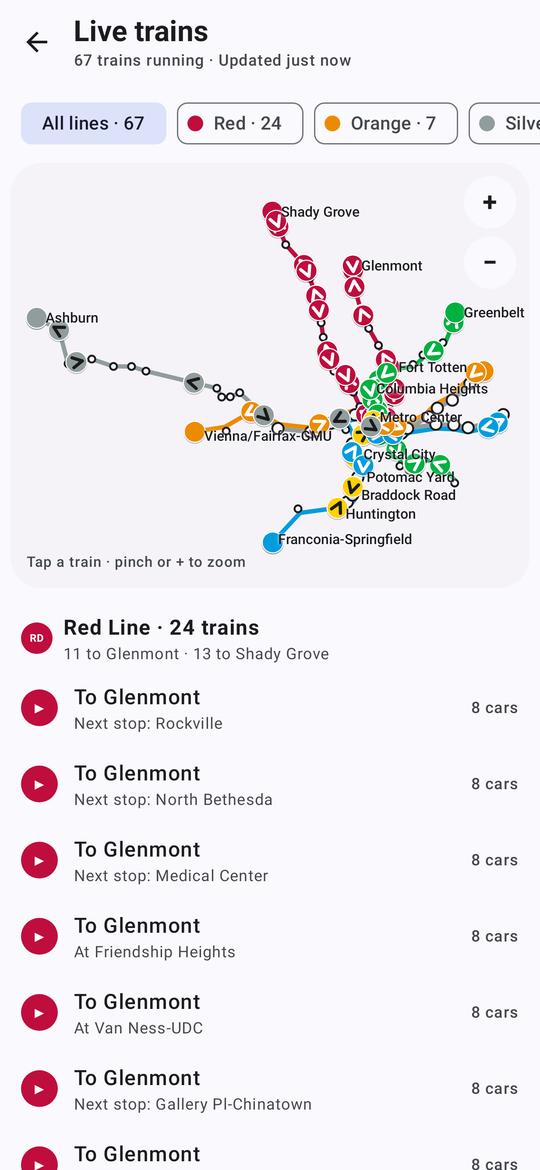 Live trains
67 trains running · Updated just now
All lines · 67
Red · 24
Orange · 7
Silve
+
−
Shady Grove
Glenmont
Ashburn
Greenbelt
Fort Totten
Columbia Heights
Metro Center
Vienna/Fairfax-GMU
Crystal City
Potomac Yard
Braddock Road
Huntington
Franconia-Springfield
Tap a train · pinch or + to zoom
RD
Red Line · 24 trains
11 to Glenmont · 13 to Shady Grove
To Glenmont
Next stop: Rockville
8 cars
To Glenmont
Next stop: North Bethesda
8 cars
To Glenmont
Next stop: Medical Center
8 cars
To Glenmont
At Friendship Heights
8 cars
To Glenmont
At Van Ness-UDC
8 cars
To Glenmont
Next stop: Gallery Pl-Chinatown
8 cars
To Glenmont
8 cars